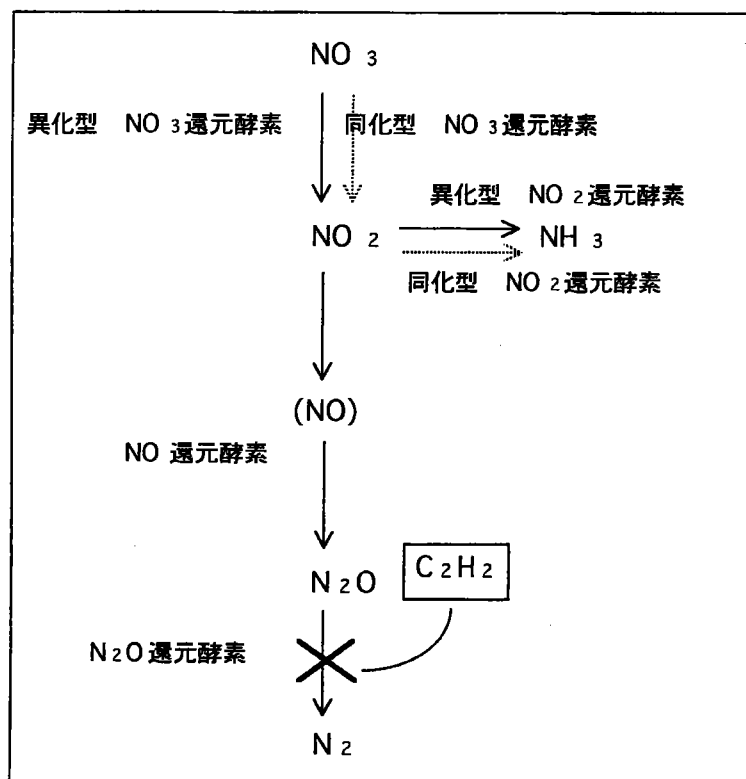 NO 3
異化型 NO 3還元酵素
同化型 NO 3還元酵素
異化型 NO 2還元酵素
NO 2
NH 3
同化型 NO 2還元酵素
(NO)
NO 還元酵素
N 2O
C 2H 2
N 2O還元酵素
N 2